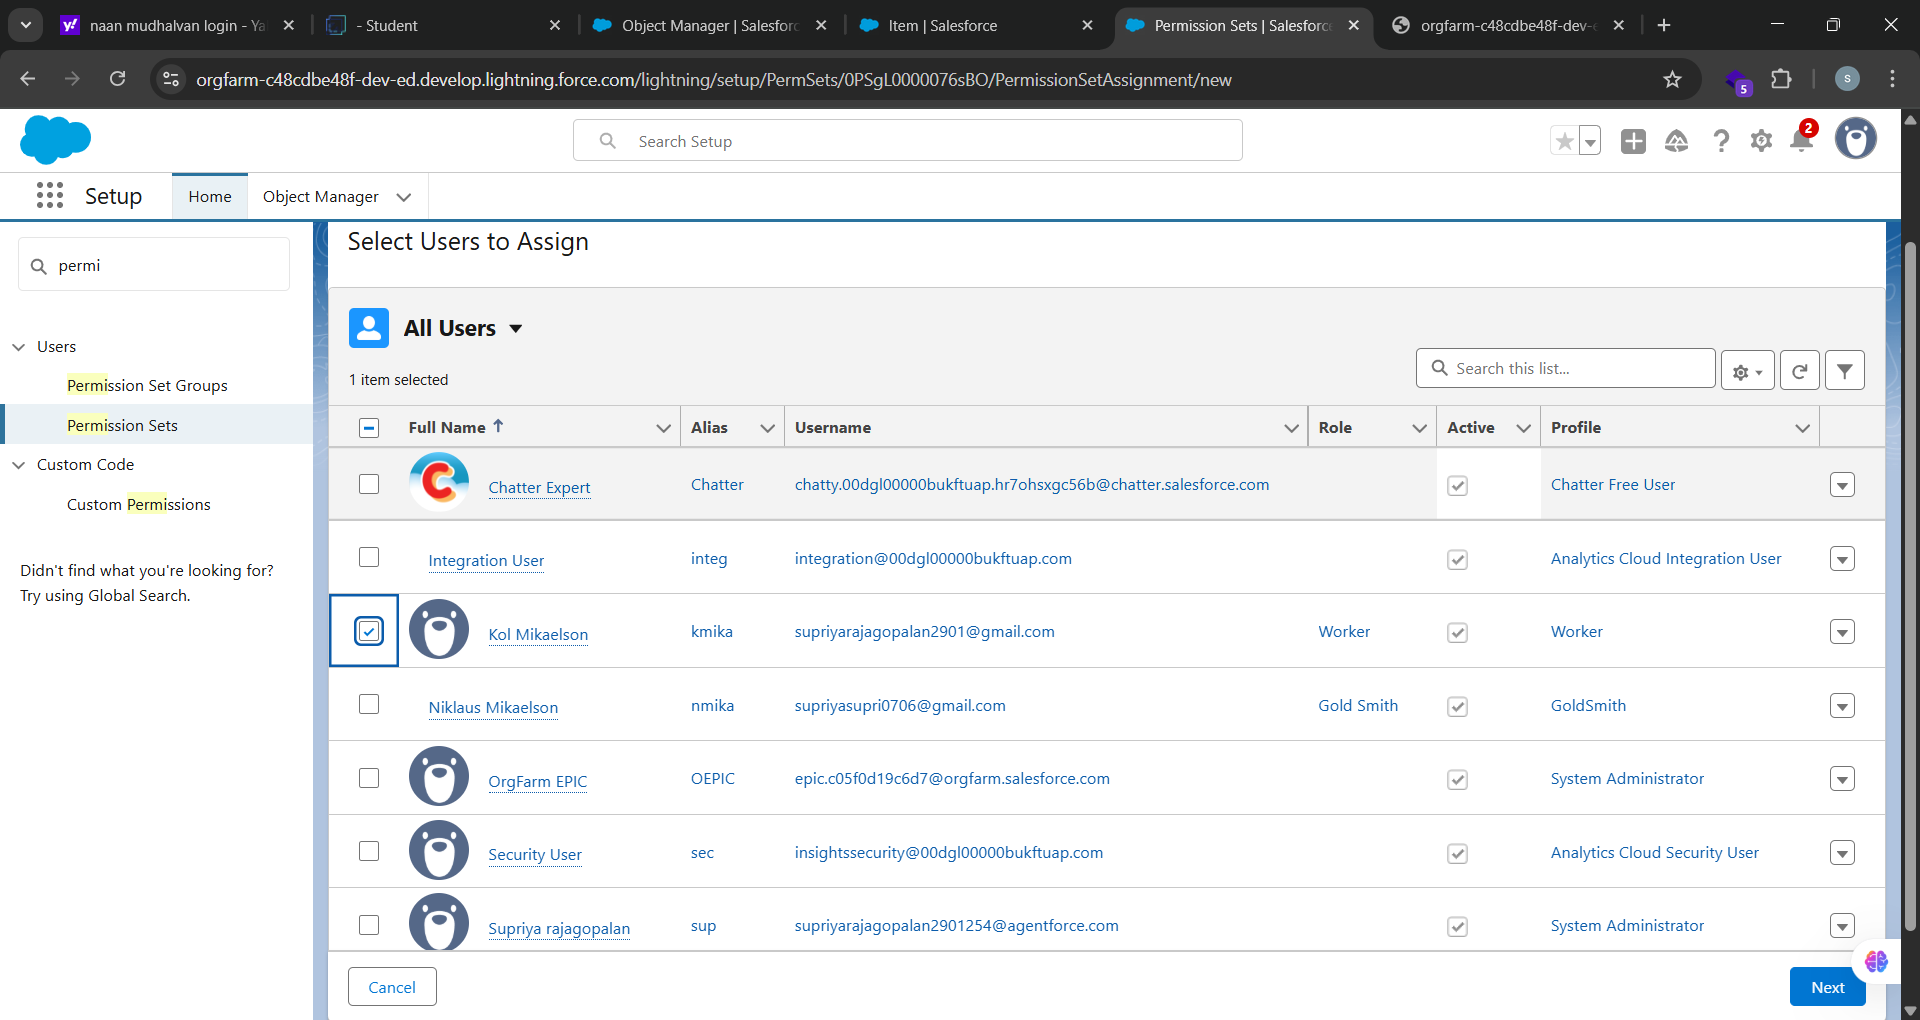 naan mudhalvan login - Ya
- Student
Object Manager | Salesforc
Item | Salesforce
Permission Sets | Salesforce
orgfarm-c48cdbe48f-dev-e
orgfarm-c48cdbe48f-dev-ed.develop.lightning.force.com/lightning/setup/PermSets/0PSgL0000076sBO/PermissionSetAssignment/new
5
S
Search Setup
2
Setup
Home
Object Manager
permi
Users
Permission Set Groups
Permission Sets
Custom Code
Custom Permissions
Didn't find what you're looking for?
Try using Global Search.
Select Users to Assign
All Users
1 item selected
Search this list...
Full Name Alias Username Role Active Profile
Chatter Expert Chatter chatty.00dgl00000bukftuap.hr7ohsxgc56b@chatter.salesforce.com Chatter Free User
Integration User integ integration@00dgl00000bukftuap.com Analytics Cloud Integration User
Kol Mikaelson kmika supriyarajagopalan2901@gmail.com Worker Worker
Niklaus Mikaelson nmika supriyasupri0706@gmail.com Gold Smith GoldSmith
OrgFarm EPIC OEPIC epic.c05f0d19c6d7@orgfarm.salesforce.com System Administrator
Security User sec insightssecurity@00dgl00000bukftuap.com Analytics Cloud Security User
Supriya rajagopalan sup supriyarajagopalan2901254@agentforce.com System Administrator
Cancel
Next